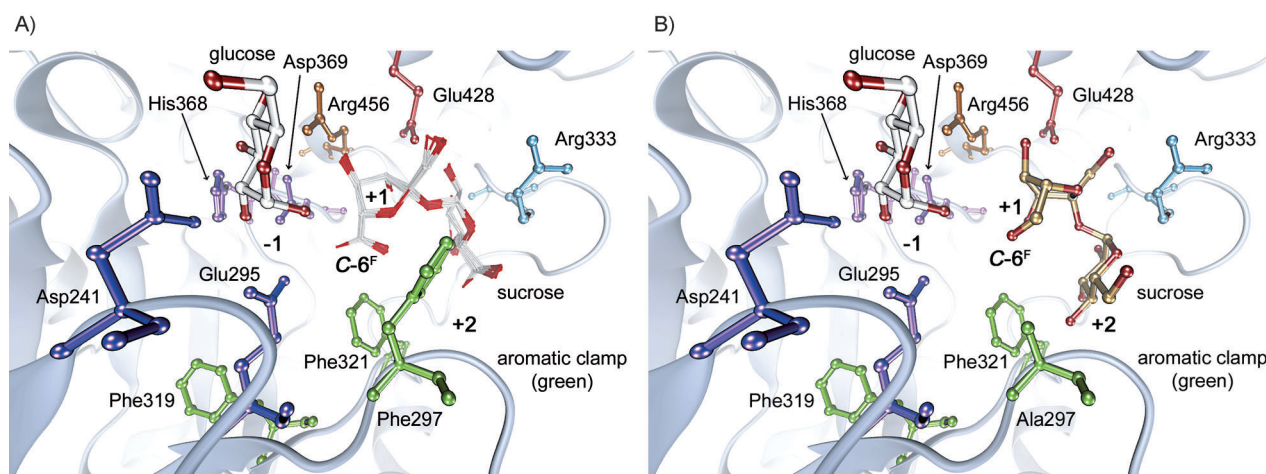 A)
glucose
Asp369
His368
Arg456
Glu428
Arg333
+1
-1
C-6F
Glu295
sucrose
Asp241
+2
Phe321
aromatic clamp
(green)
Phe319
Phe297
B)
glucose
Asp369
His368
Arg456
Glu428
Arg333
+1
-1
C-6F
Glu295
sucrose
Asp241
+2
Phe321
aromatic clamp
(green)
Phe319
Ala297